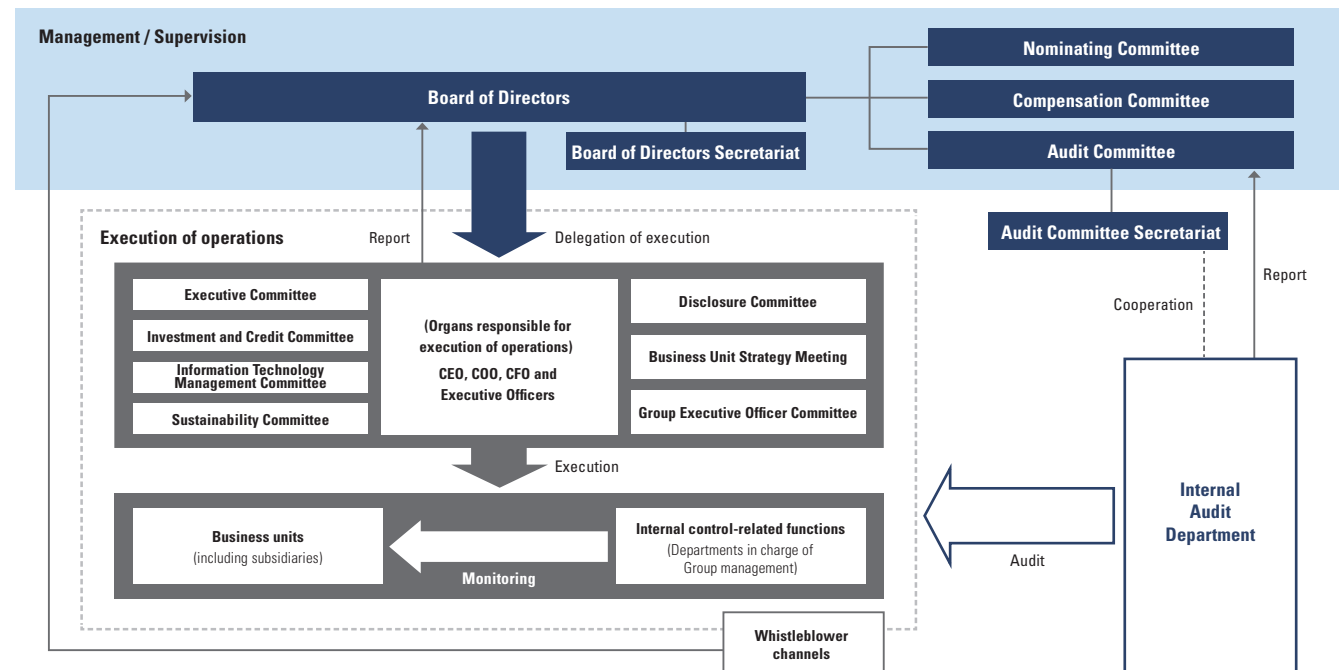 Management / Supervision
Board of Directors
Board of Directors Secretariat
Nominating Committee
Compensation Committee
Audit Committee
Audit Committee Secretariat
Execution of operations
Report
Delegation of execution
Cooperation
Report
Executive Committee
Investment and Credit Committee
Information Technology
Management Committee
Sustainability Committee
(Organs responsible for
execution of operations)
CEO, COO, CFO and
Executive Officers
Disclosure Committee
Business Unit Strategy Meeting
Group Executive Officer Committee
Execution
Business units
(including subsidiaries)
Monitoring
Internal control-related functions
(Departments in charge of
Group management)
Audit
Internal
Audit
Department
Whistleblower
channels